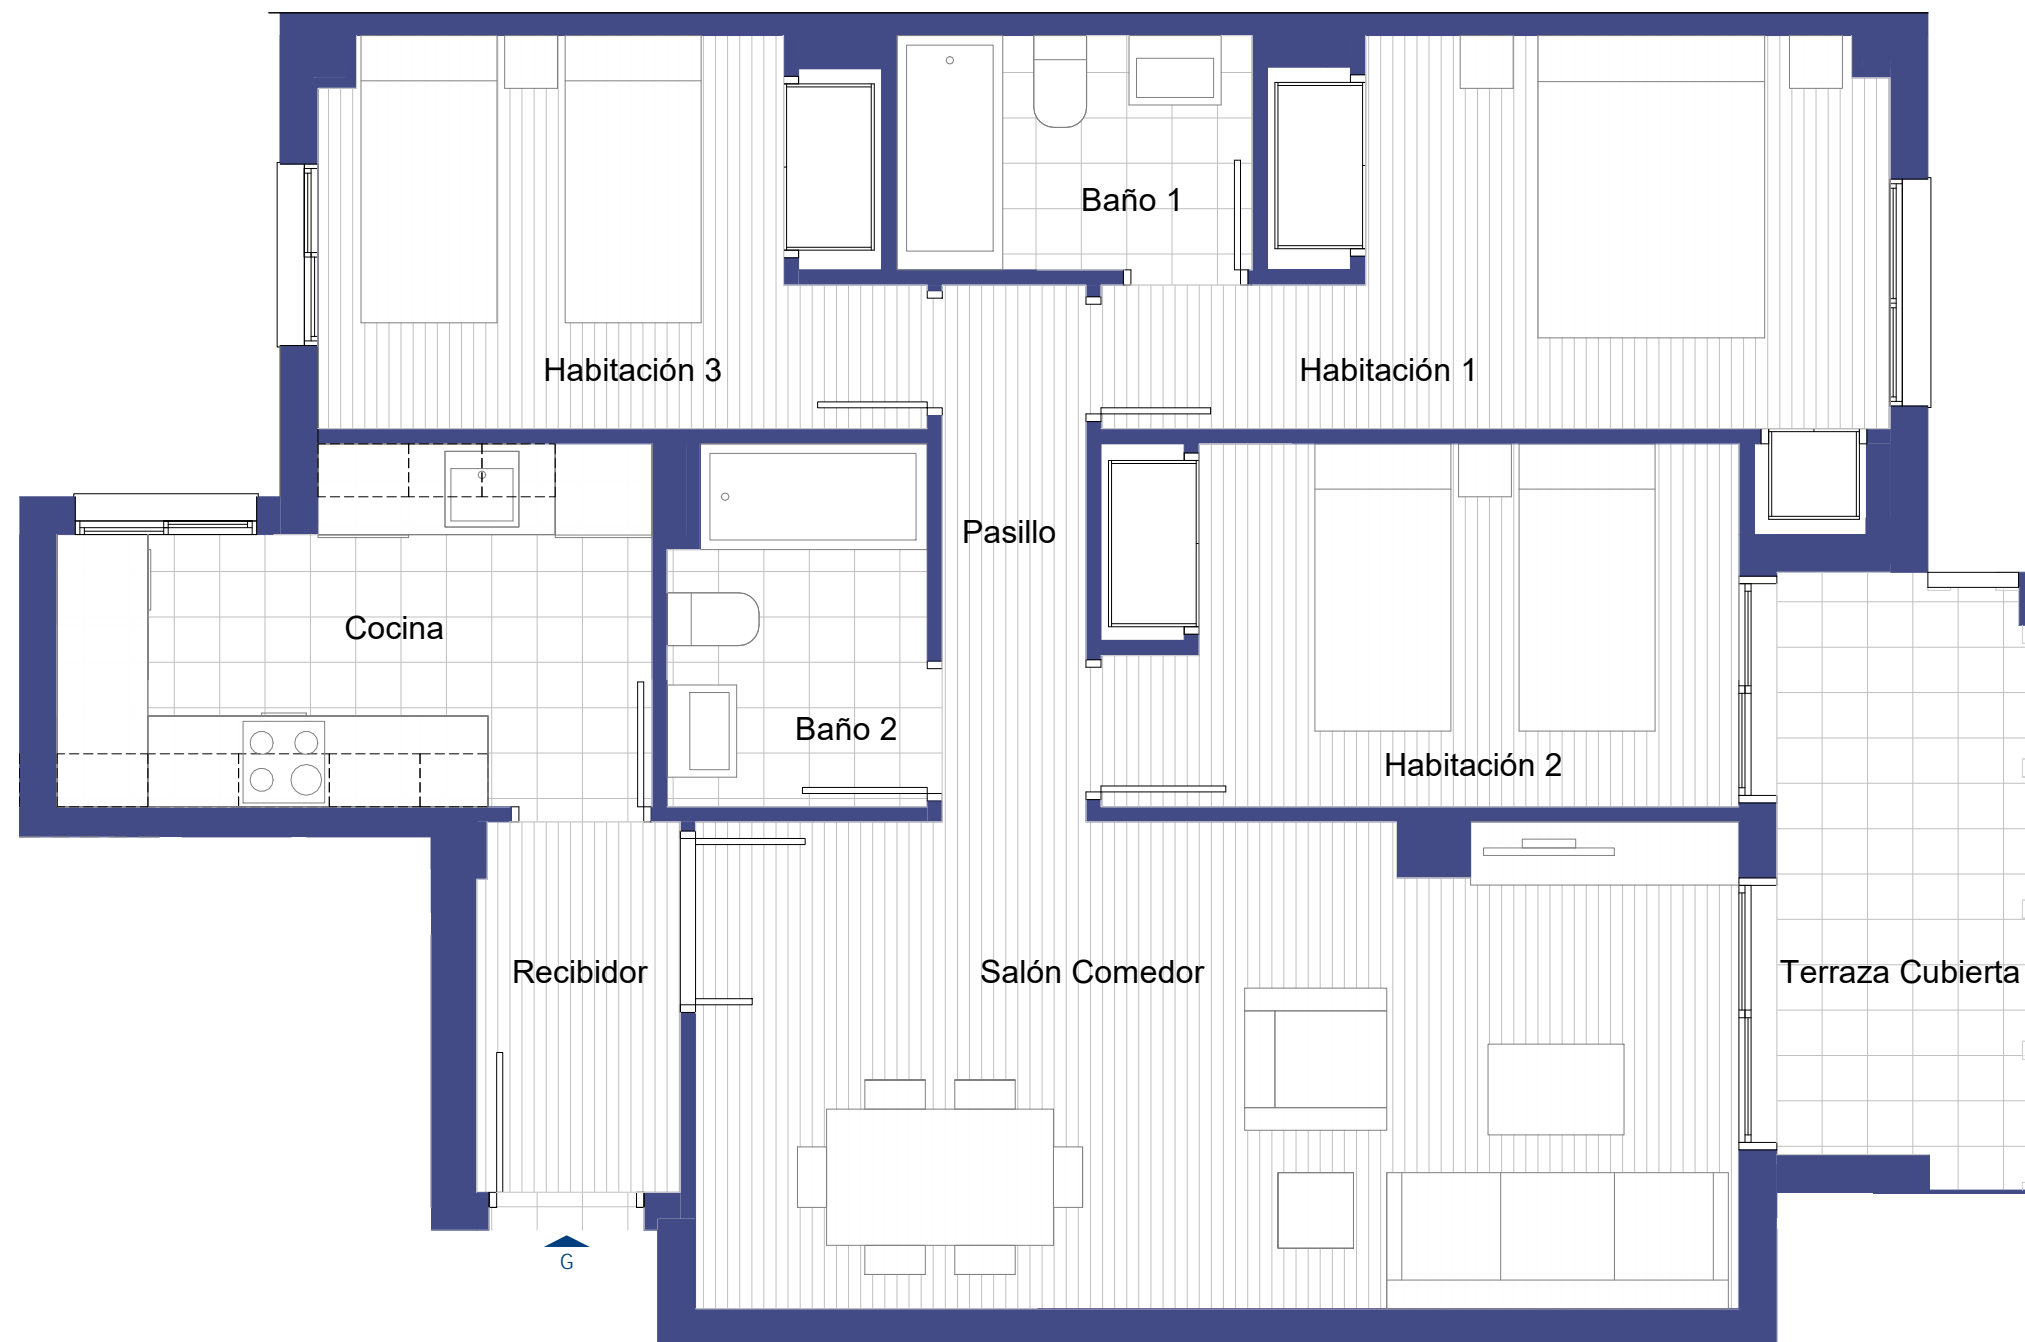 Baño 1
Habitación 3
Habitación 1
Pasillo
Cocina
Baño 2
Habitación 2
Recibidor
Salón Comedor
Terraza Cubierta
G